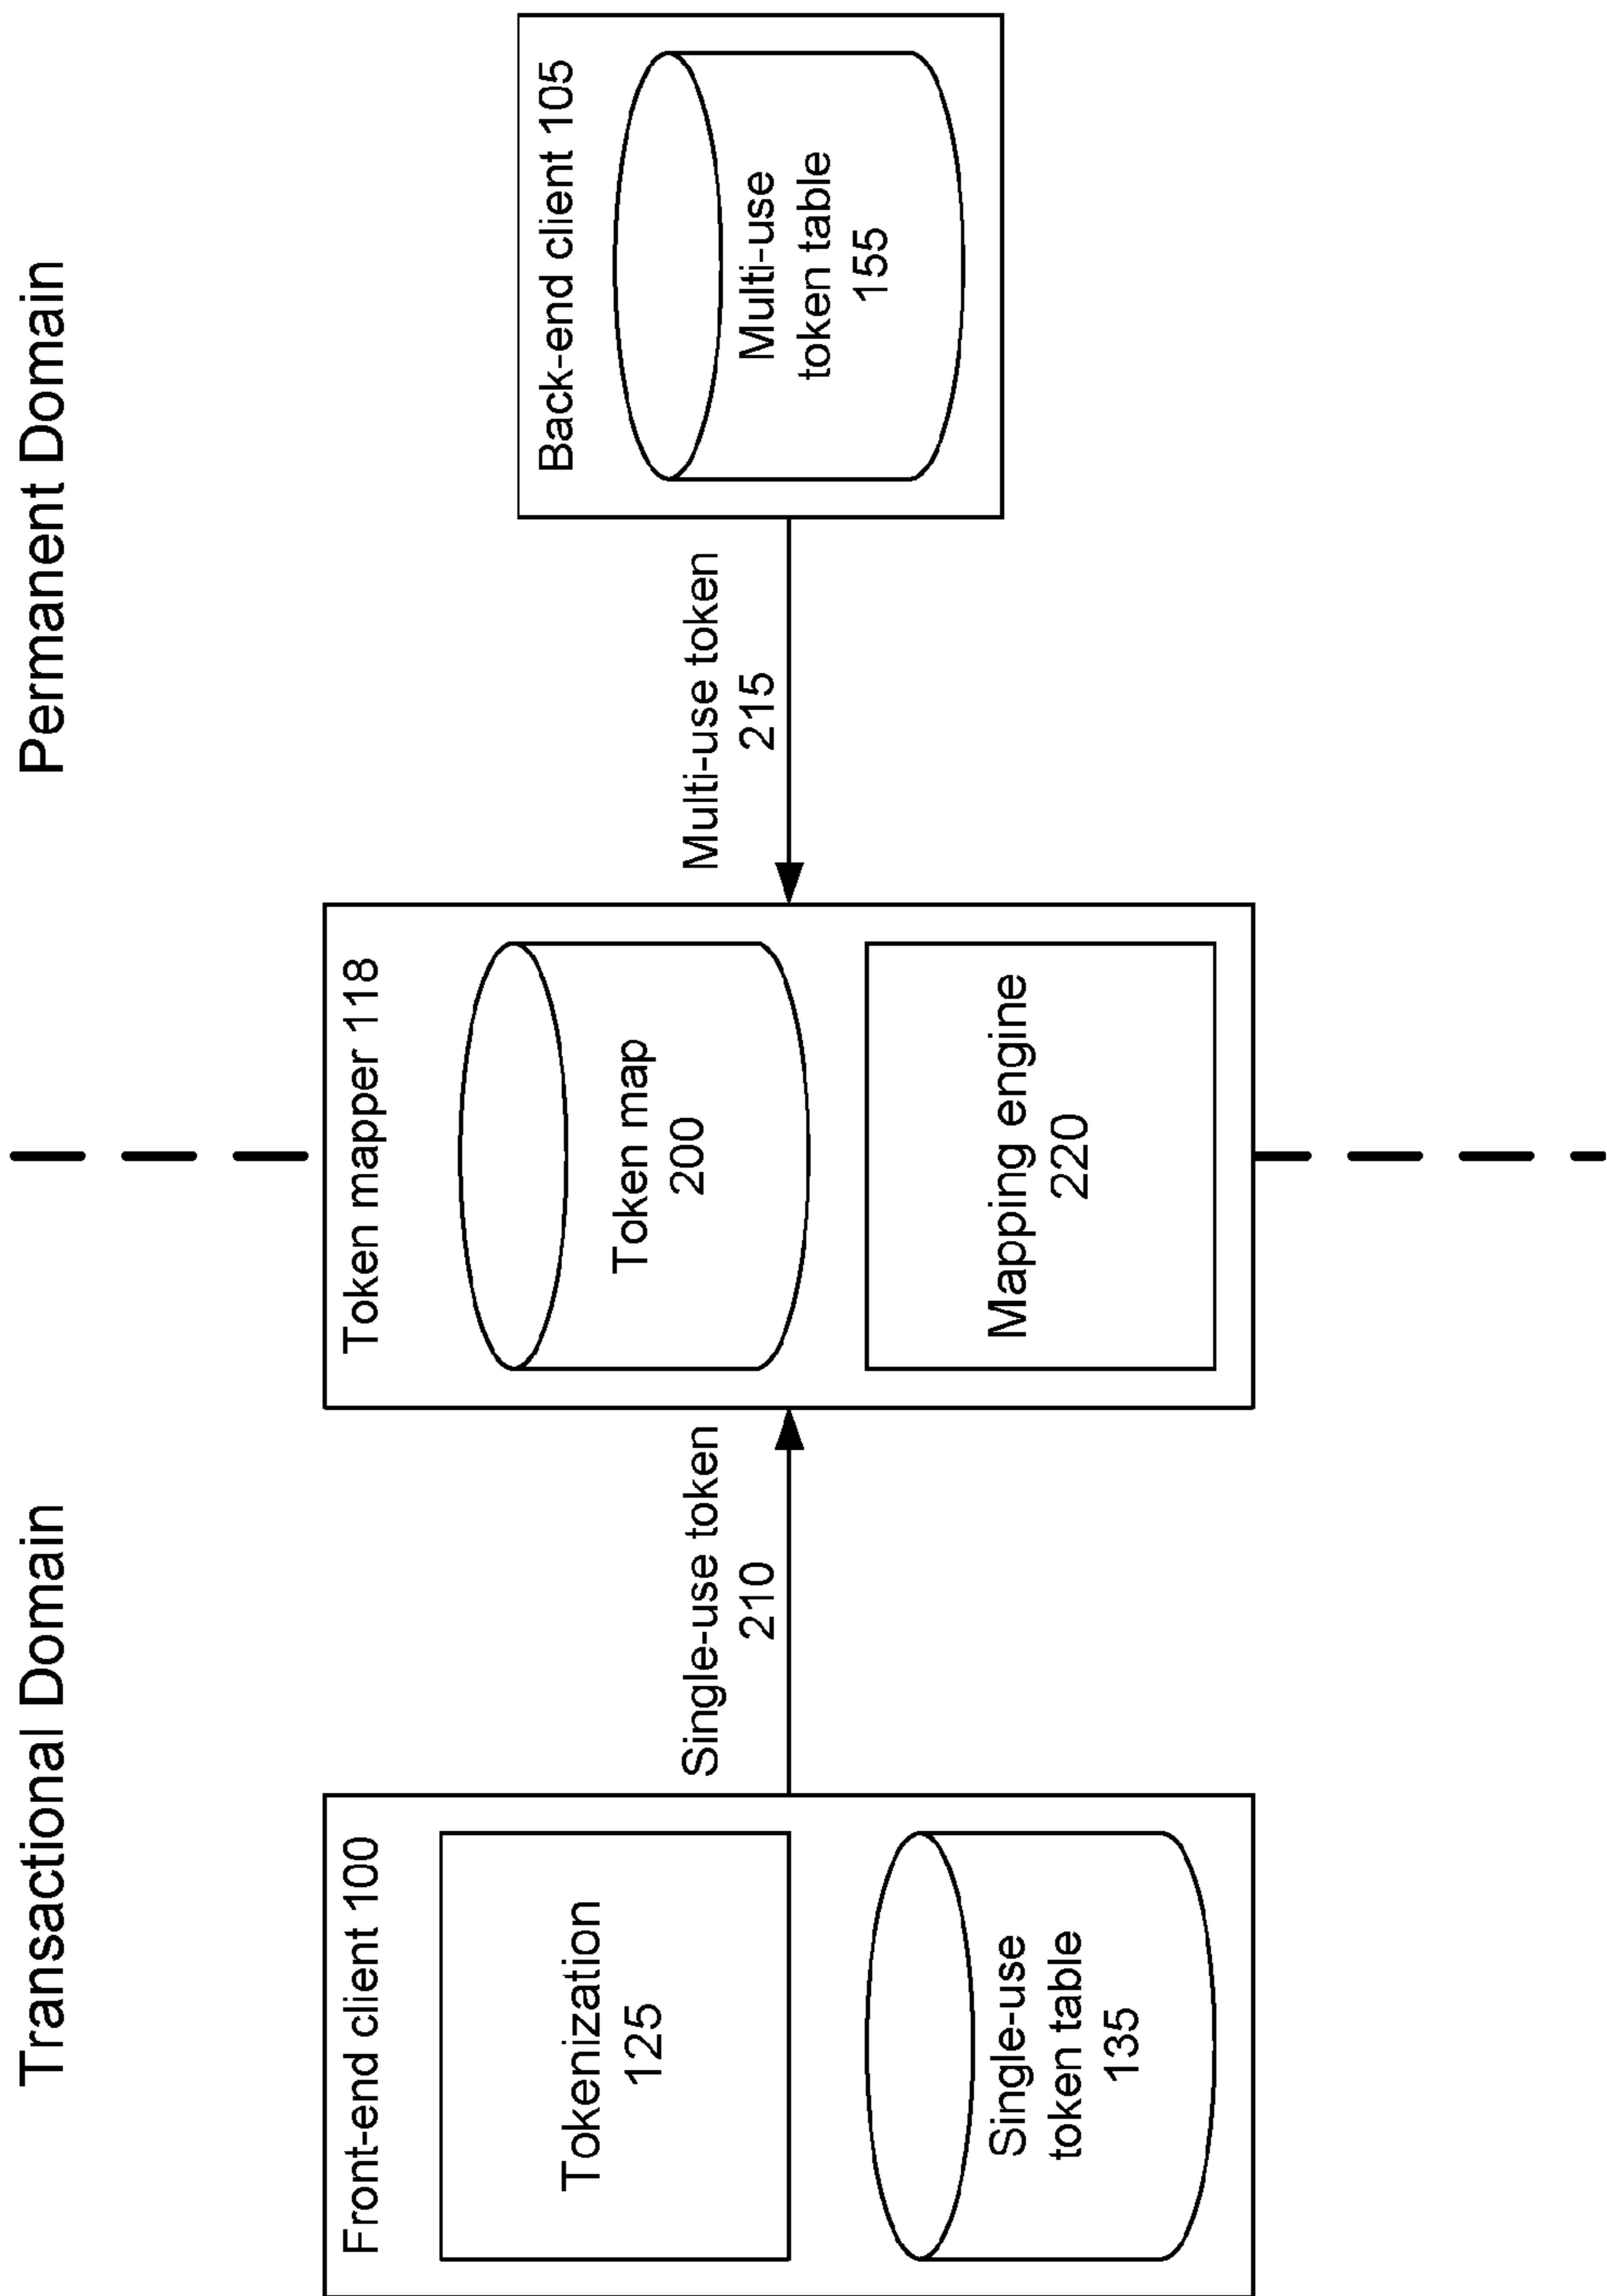 Transactional Domain
Permanent Domain
Front-end client 100
Tokenization
125
Single-use
token table
135
Single-use token
210
Token mapper 118
Token map
200
Mapping engine
220
Multi-use token
215
Back-end client 105
Multi-use
token table
155